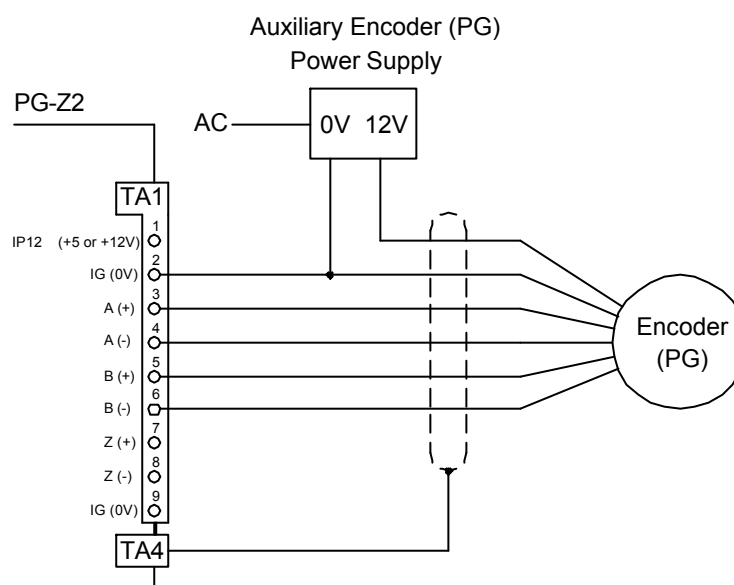 Auxiliary Encoder (PG)
Power Supply
PG-Z2
AC
0V 12V
TA1
1
IP12 (+5 or +12V)
2
IG (0V)
3
A (+)
4
A (-)
5
B (+)
6
B (-)
7
Z (+)
8
Z (-)
9
IG (0V)
TA4
Encoder
(PG)